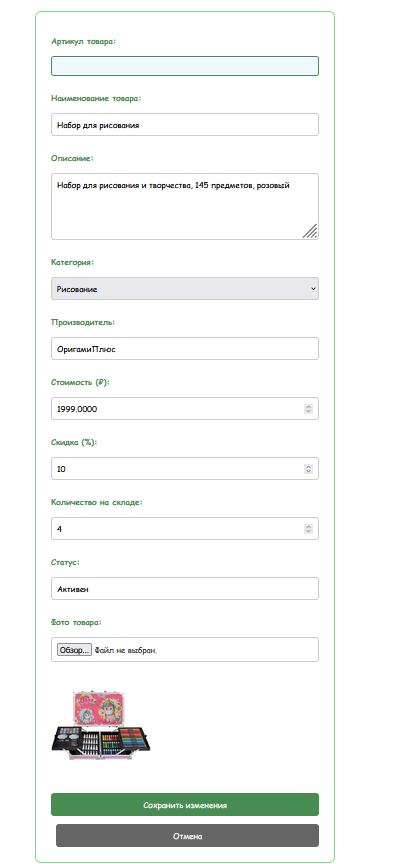 Артикул товара:
Наименование товара:
Набор для рисования
Описание:
Набор для рисования и творчества, 145 предметов, розовый
Категория:
Рисование
Производитель:
ОригамиПлюс
Стоимость (₽):
1999.0000
Скидка (%):
10
Количество на складе:
4
Статус:
Активен
Фото товара:
Обзор... Файл не выбран.
Сохранить изменения
Отмена